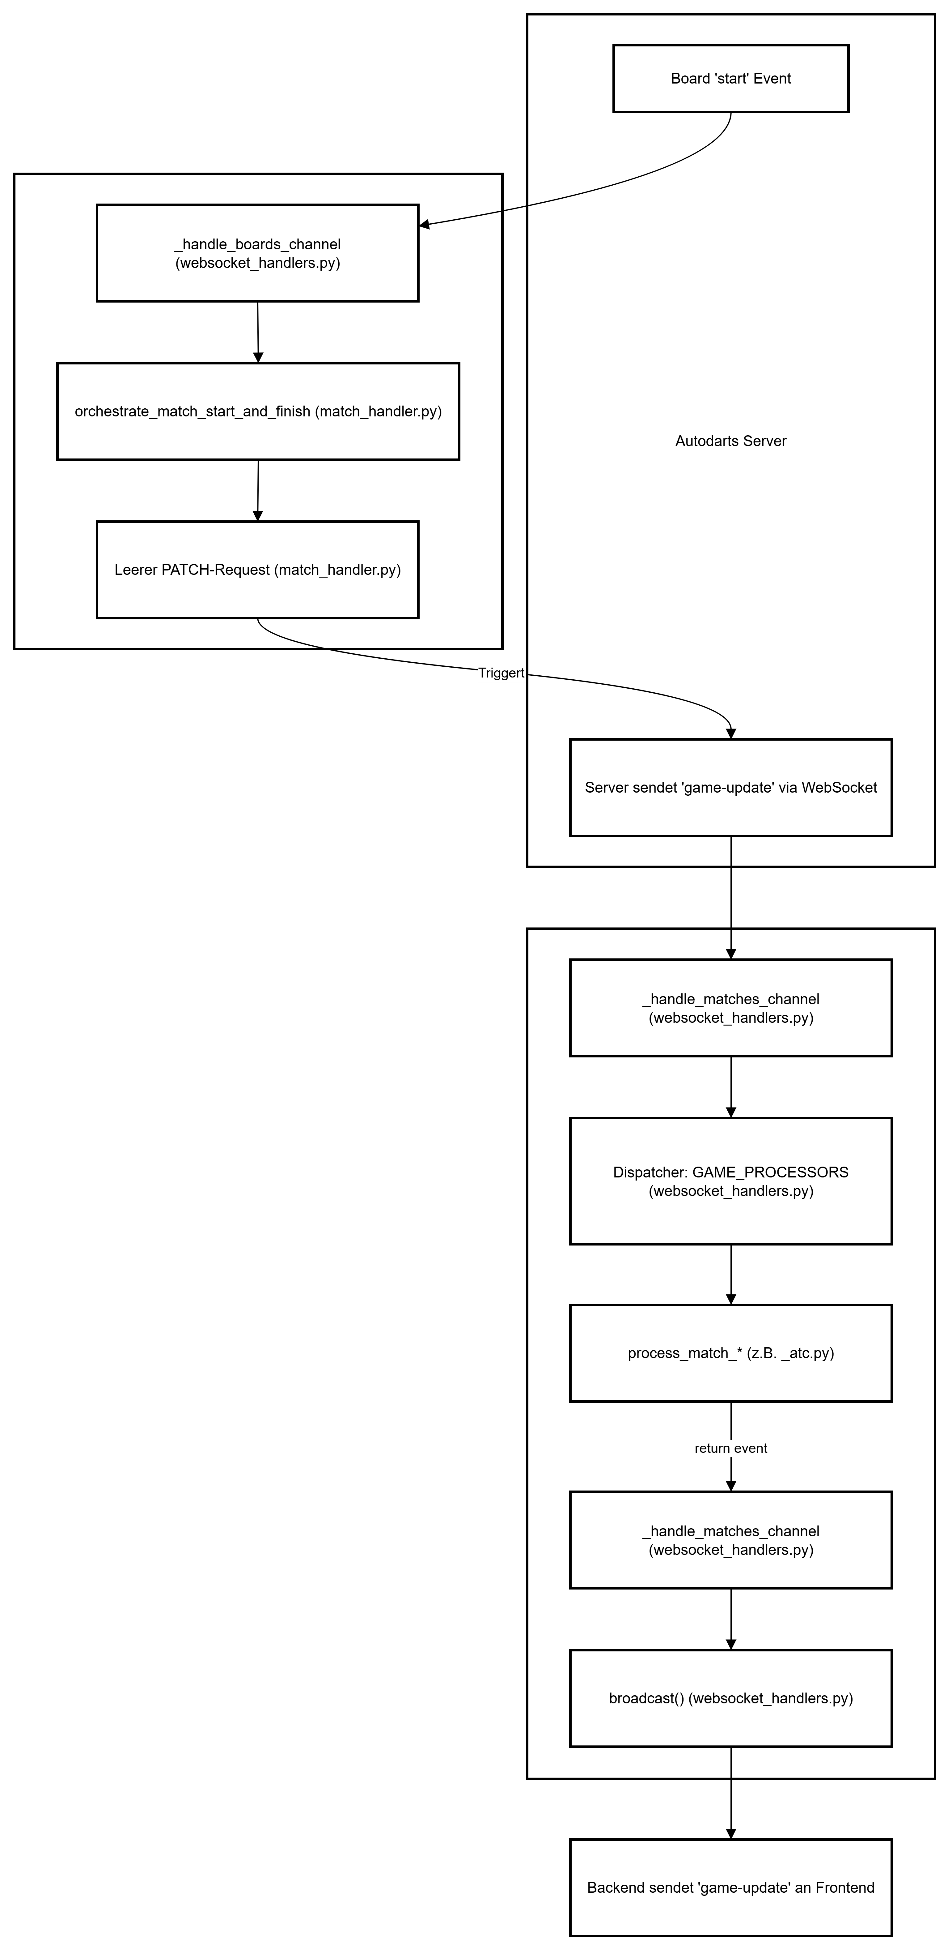 Board 'start' Event
_handle_boards_channel
(websocket_handlers.py)
orchestrate_match_start_and_finish (match_handler.py)
Autodarts Server
Leerer PATCH-Request (match_handler.py)
Triggert
Server sendet 'game-update' via WebSocket
_handle_matches_channel
(websocket_handlers.py)
Dispatcher: GAME_PROCESSORS
(websocket_handlers.py)
process_match_* (z.B. _atc.py)
return event
_handle_matches_channel
(websocket_handlers.py)
broadcast() (websocket_handlers.py)
Backend sendet 'game-update' an Frontend